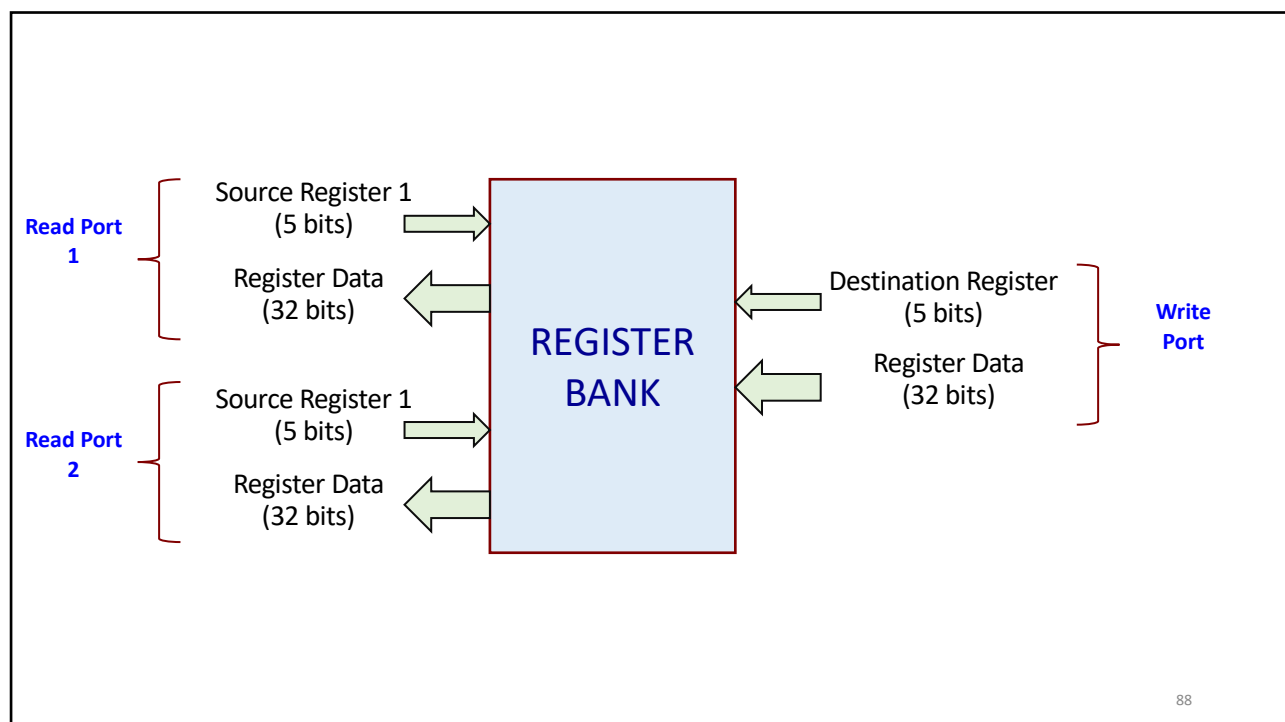 Read Port
1
Source Register 1
(5 bits)
Register Data
(32 bits)
Read Port
2
Source Register 1
(5 bits)
Register Data
(32 bits)
REGISTER
BANK
Destination Register
(5 bits)
Register Data
(32 bits)
Write
Port
88